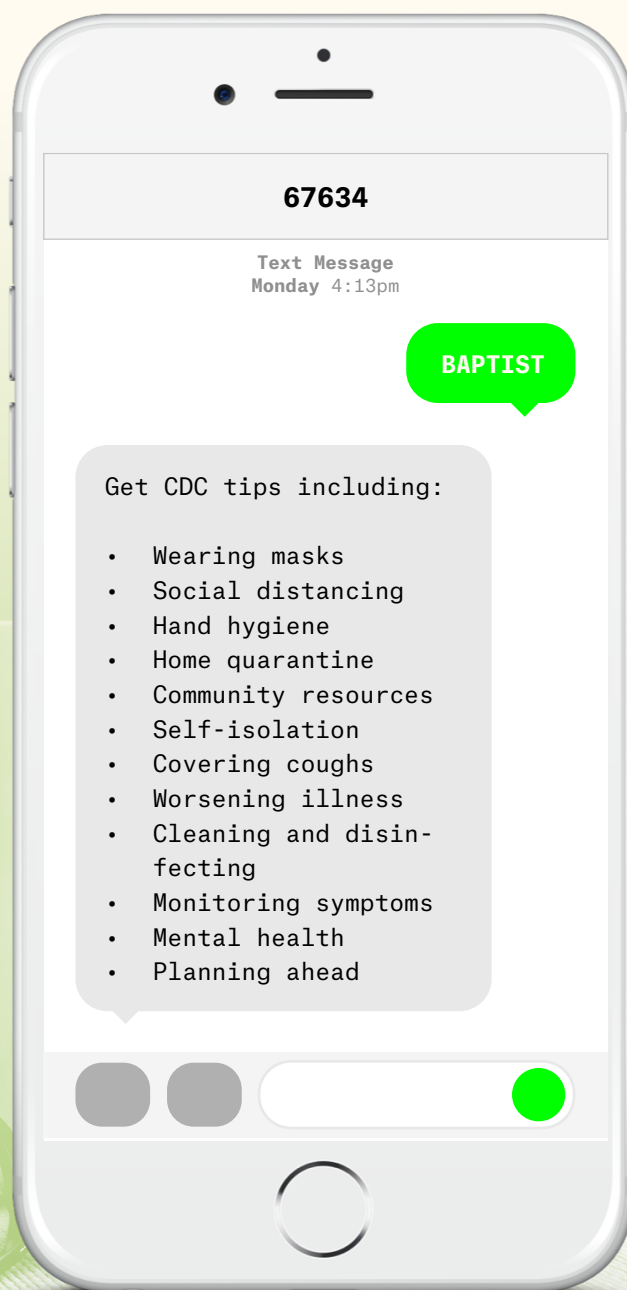 67634
Text Message
Monday 4:13pm
BAPTIST
Get CDC tips including:
• Wearing masks
• Social distancing
• Hand hygiene
• Home quarantine
• Community resources
• Self-isolation
• Covering coughs
• Worsening illness
• Cleaning and disin-
fecting
• Monitoring symptoms
• Mental health
• Planning ahead